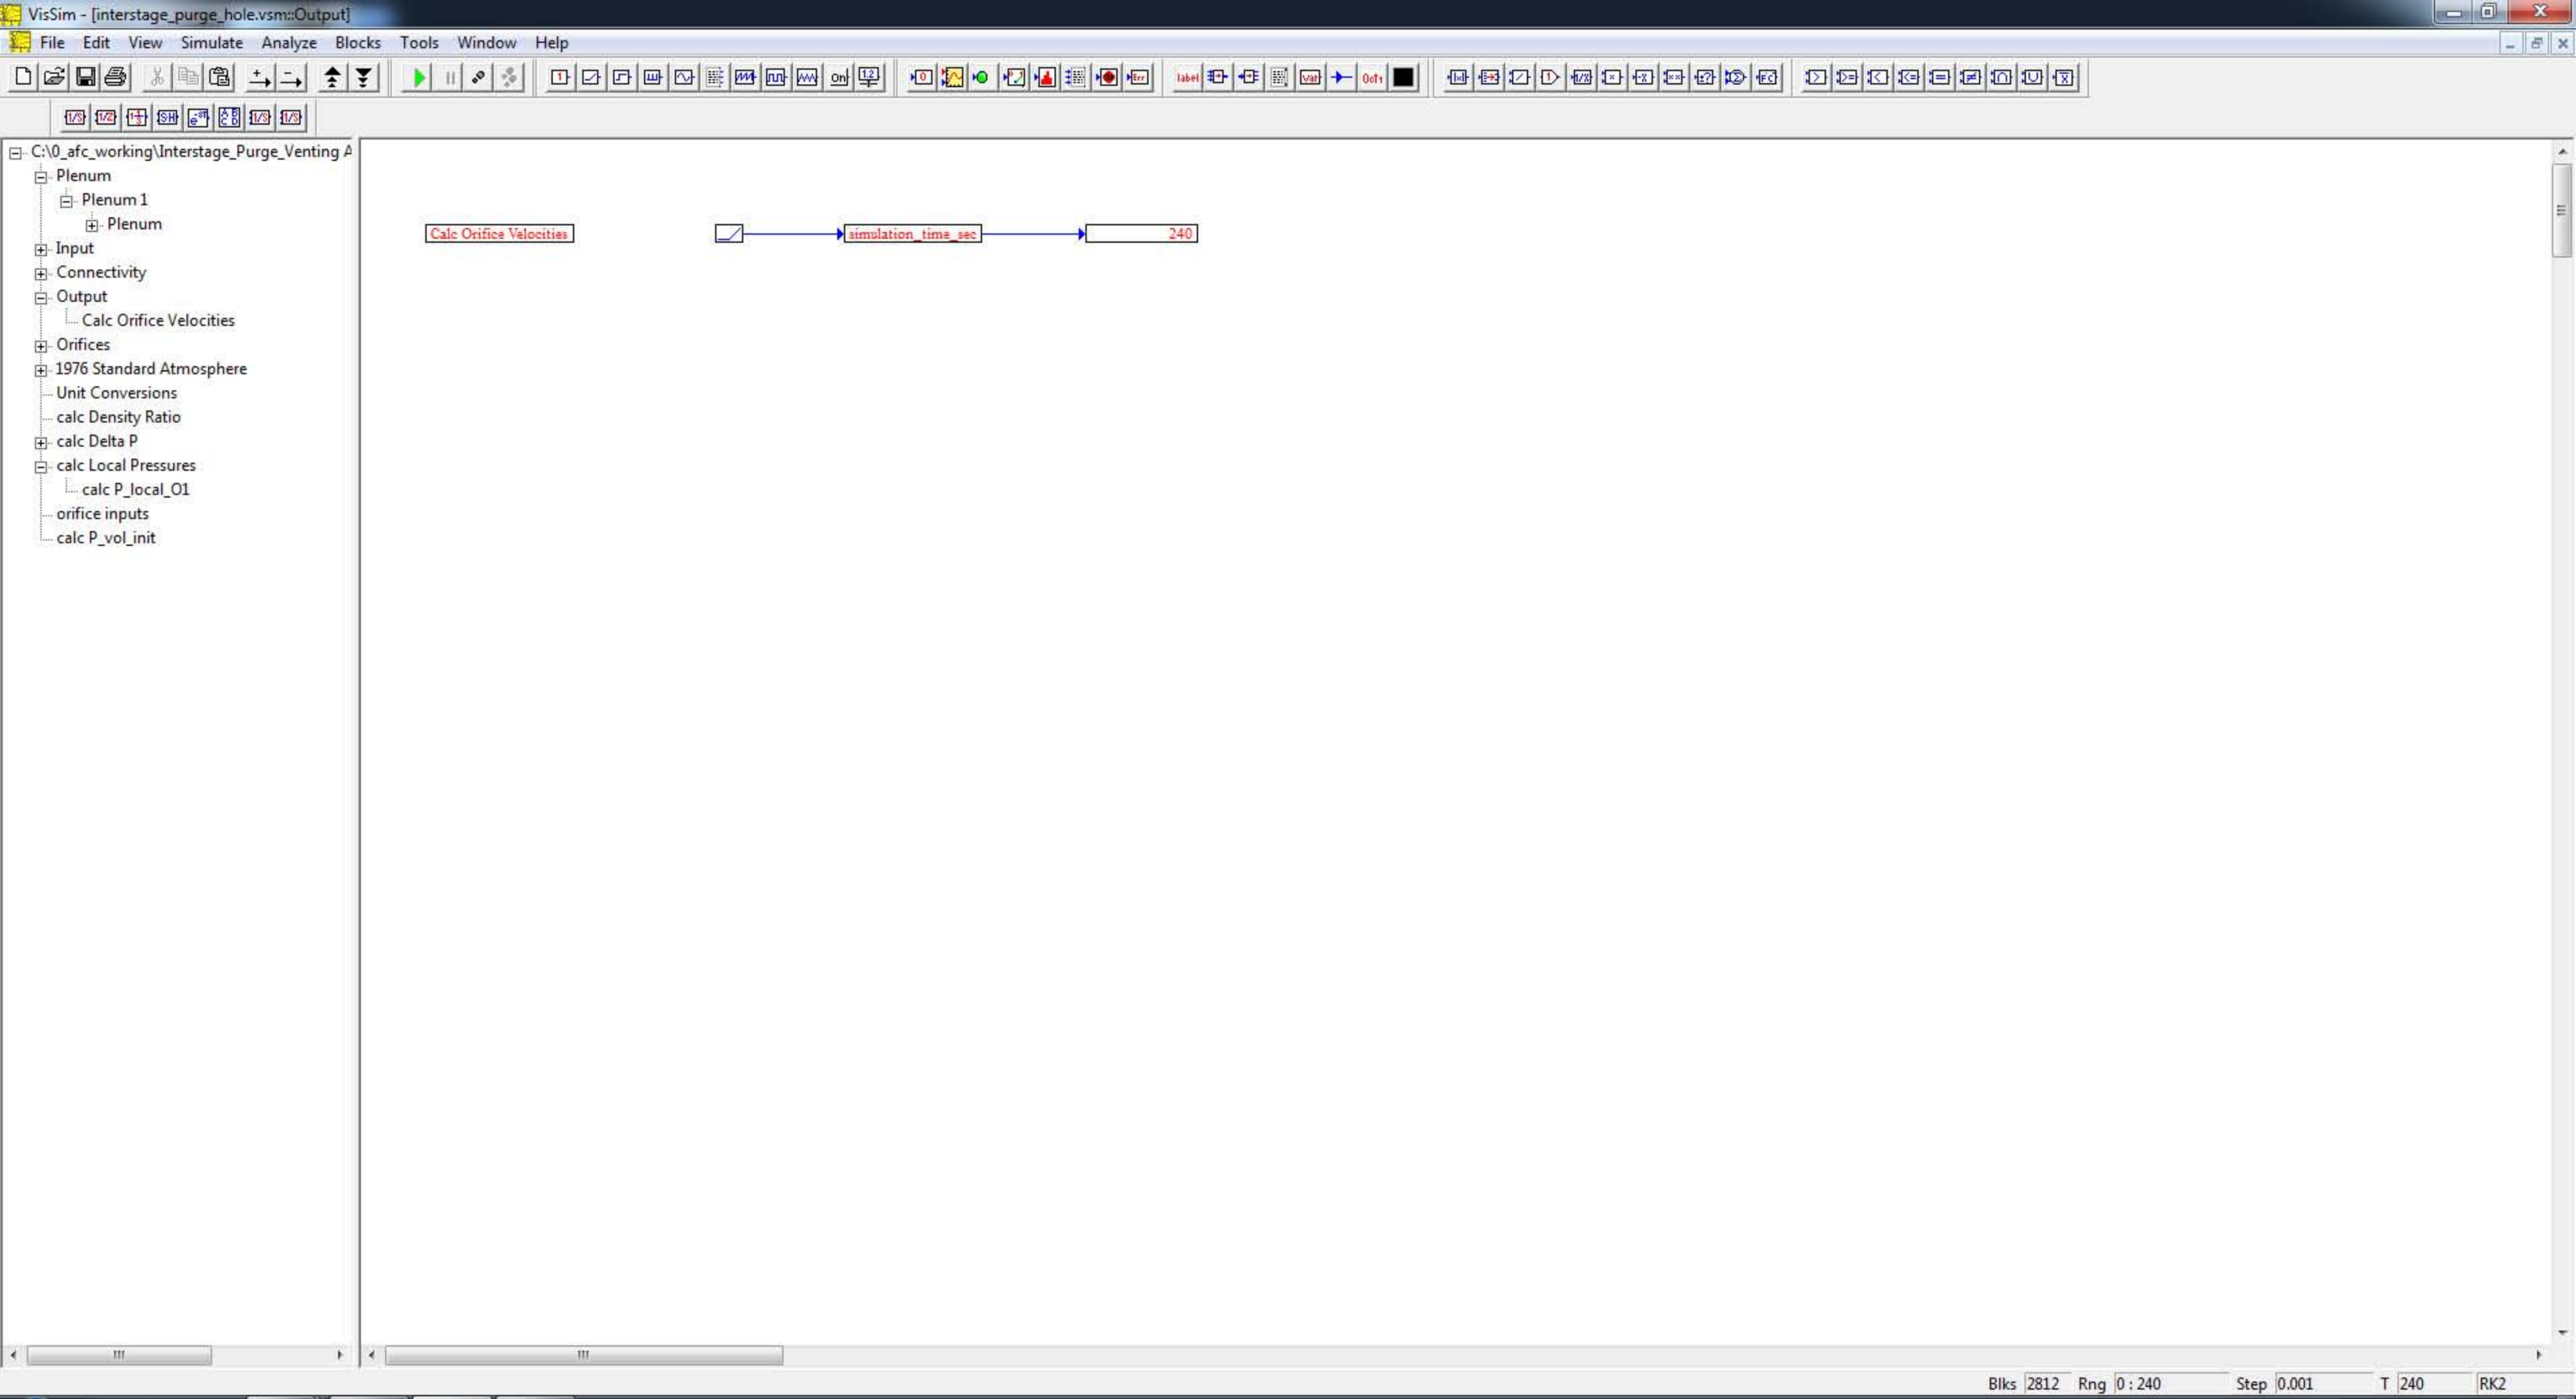 VisSim - [interstage_purge_hole.vsm::Output]
File Edit View Simulate Analyze Blocks Tools Window Help
label var
C:\0_afc_working\Interstage_Purge_Venting A
Plenum
Plenum 1
Plenum
Input
Connectivity
Output
Calc Orifice Velocities
Orifices
1976 Standard Atmosphere
Unit Conversions
calc Density Ratio
calc Delta P
calc Local Pressures
calc P_local_O1
orifice inputs
calc P_vol_init
Calc Orifice Velocities simulation_time_sec 240
Blks 2812 Rng 0 : 240 Step 0.001 T 240 RK2